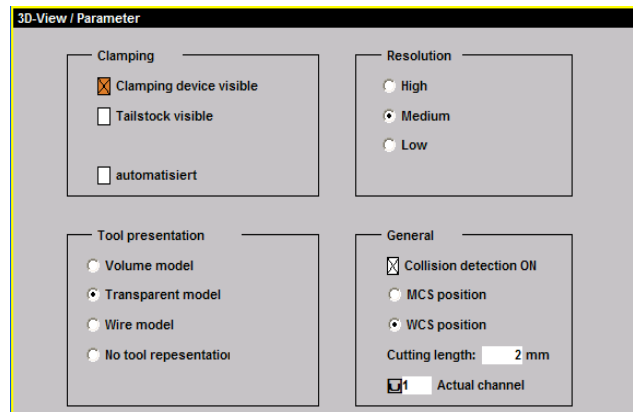 3D-View / Parameter
Clamping
Clamping device visible
Tailstock visible
automatisiert
Resolution
High
Medium
Low
Tool presentation
Volume model
Transparent model
Wire model
No tool repesentation
General
Collision detection ON
MCS position
WCS position
Cutting length: 2 mm
1 Actual channel